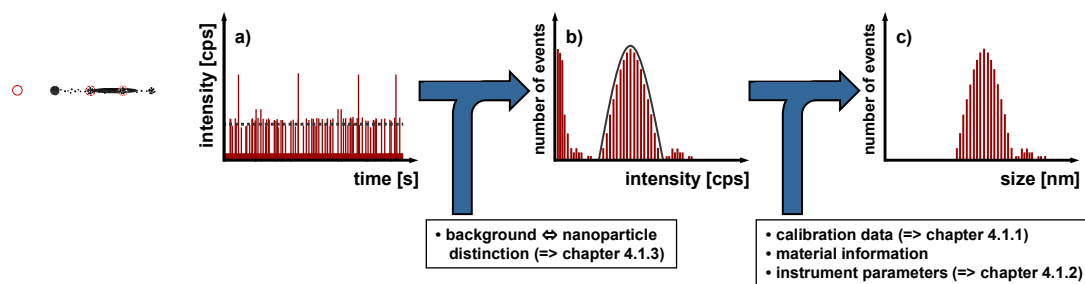 a)
intensity [cps]
time [s]
b)
number of events
intensity [cps]
c)
number of events
size [nm]
• background ⇔ nanoparticle
distinction (=> chapter 4.1.3)
• calibration data (=> chapter 4.1.1)
• material information
• instrument parameters (=> chapter 4.1.2)